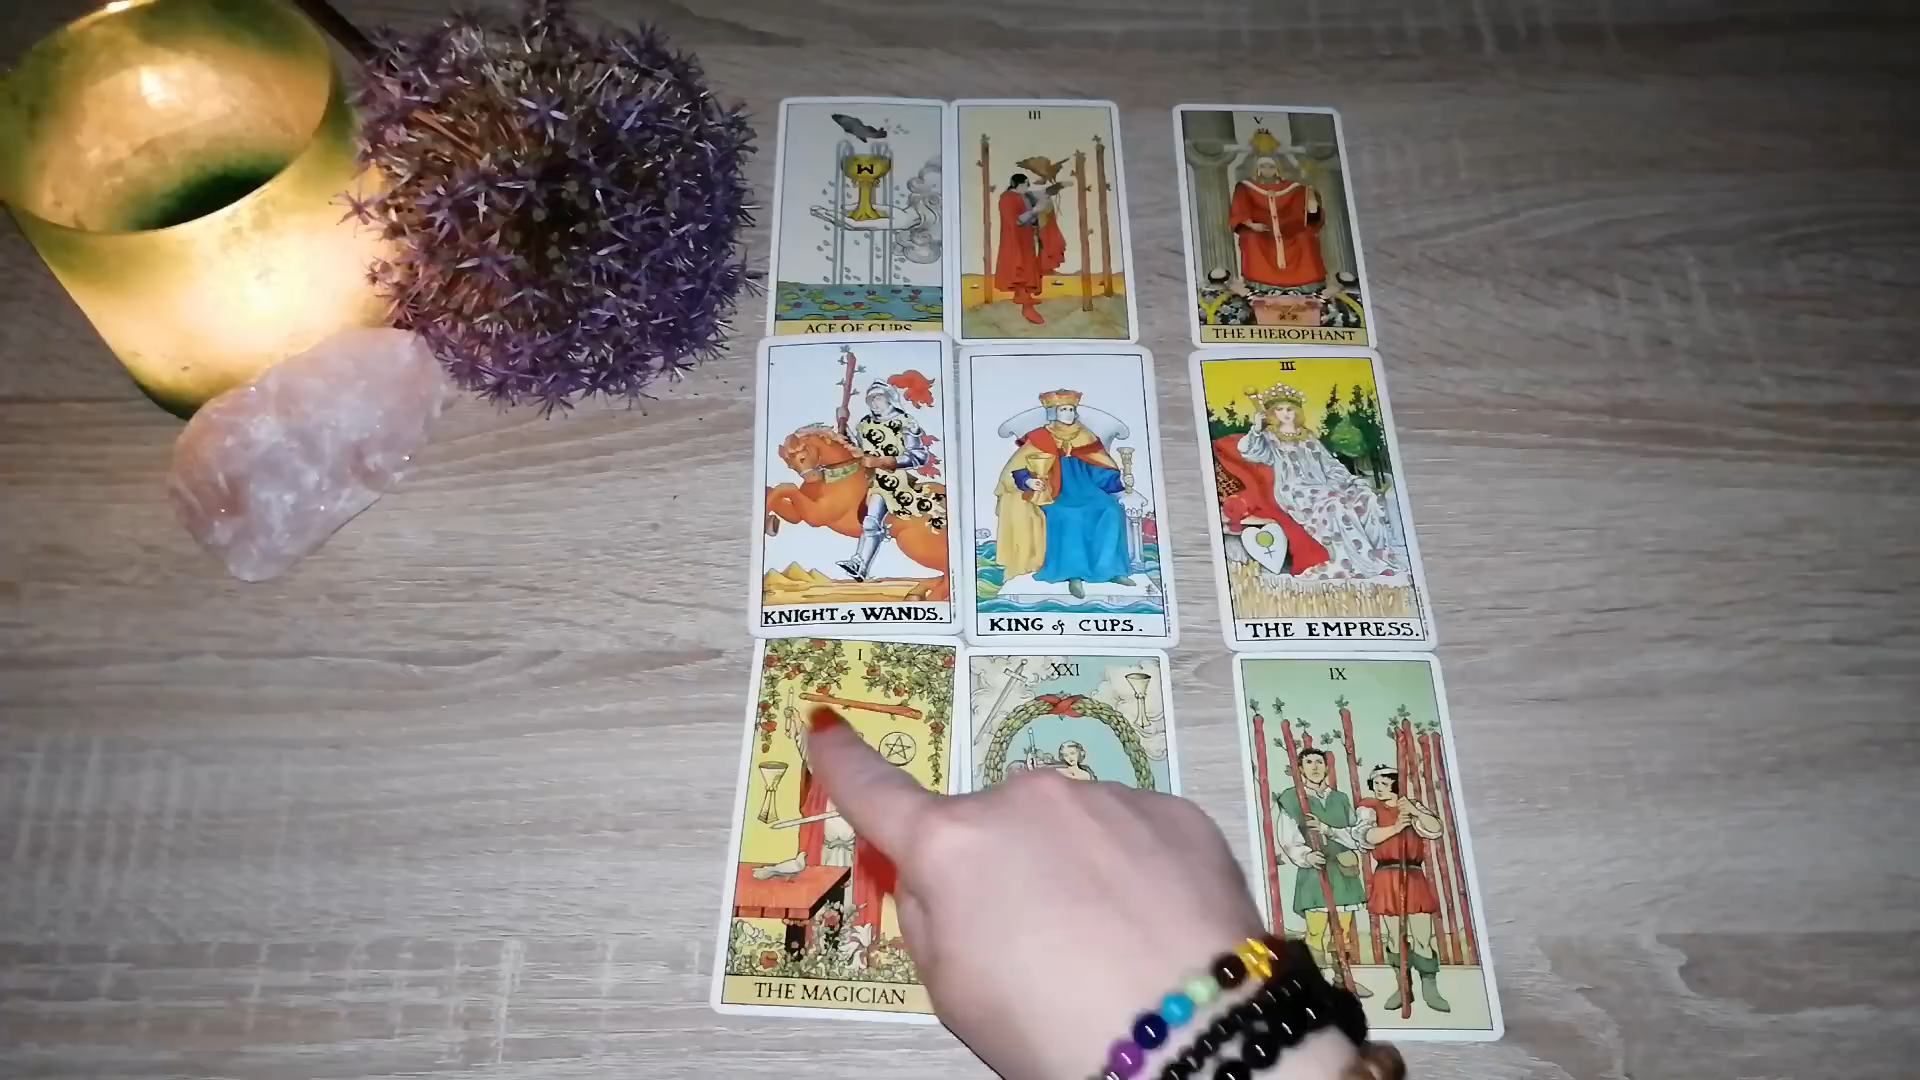 III
V
M
ACE OF CUPS
THE HIEROPHANT
III
KNIGHT of WANDS.
KING of CUPS.
THE EMPRESS.
I
XXI
IX
THE MAGICIAN